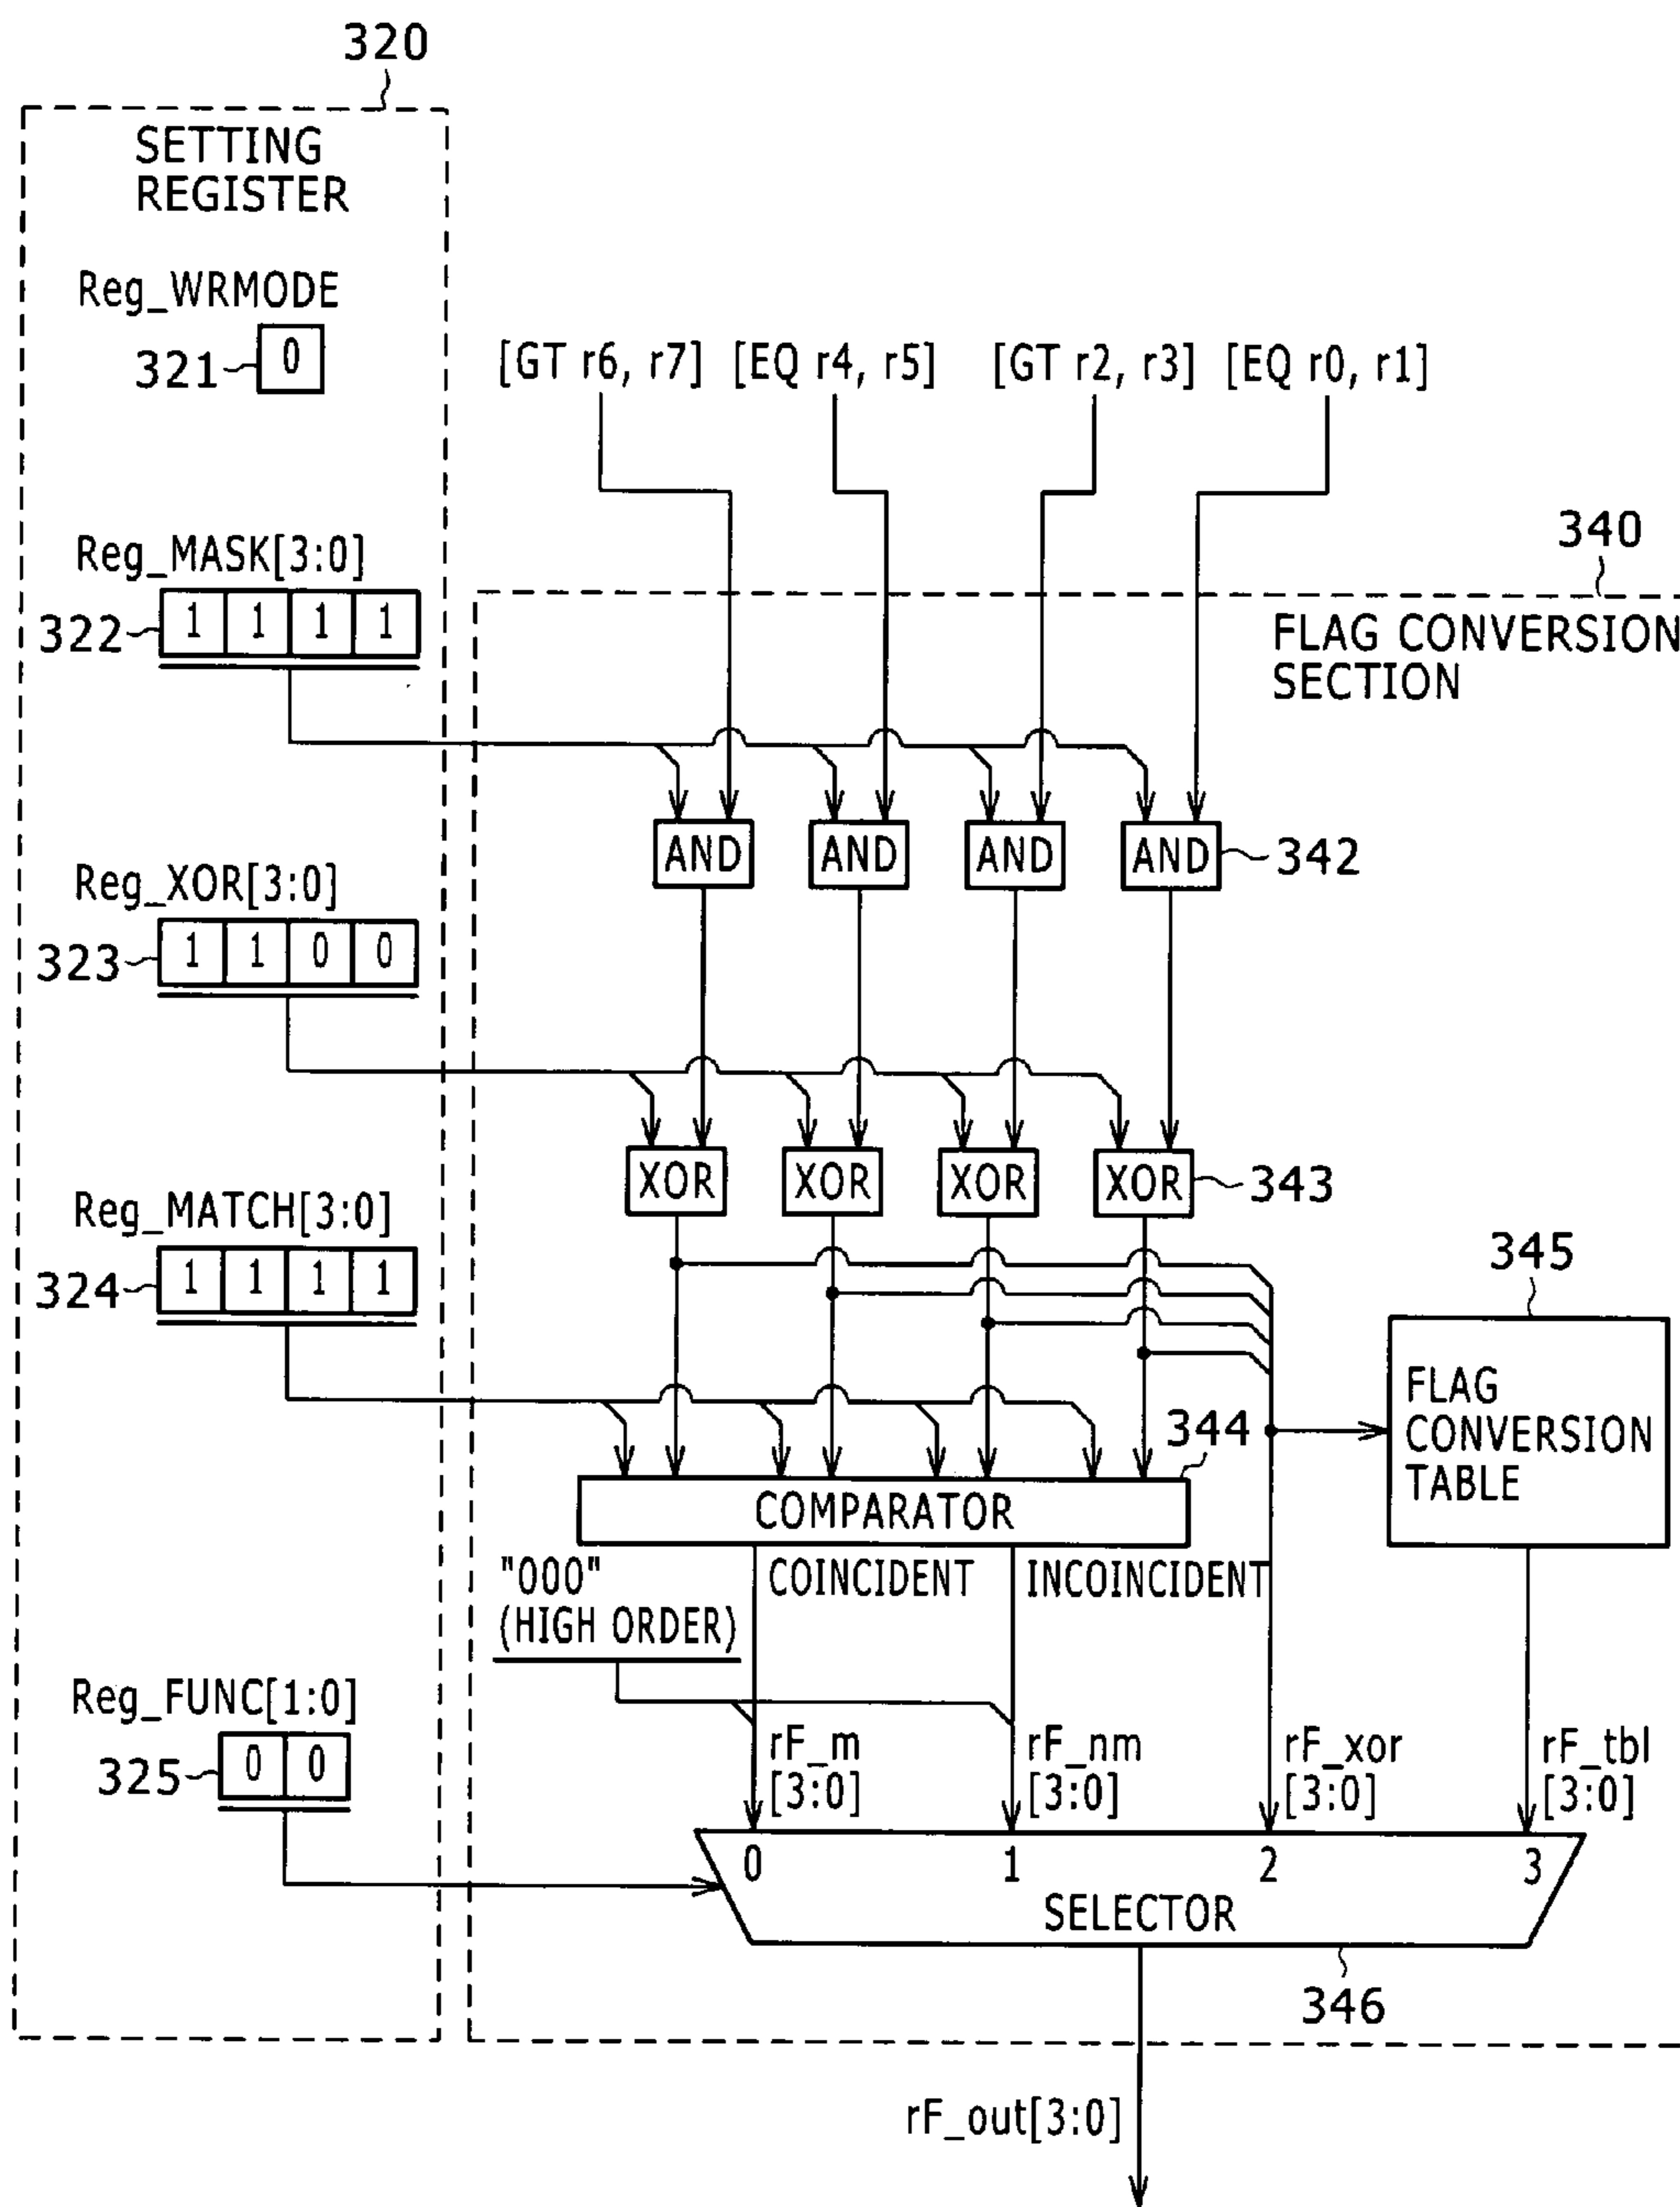 320
SETTING
REGISTER
Reg_WRMODE
321
0
[GT r6, r7] [EQ r4, r5] [GT r2, r3] [EQ r0, r1]
340
Reg_MASK[3:0]
322
1 1 1 1
FLAG CONVERSION
SECTION
AND AND AND AND 342
Reg_XOR[3:0]
323
1 1 0 0
XOR XOR XOR XOR 343
Reg_MATCH[3:0]
324
1 1 1 1
345
FLAG
CONVERSION
TABLE
344
COMPARATOR
"000"
(HIGH ORDER)
COINCIDENT INCOINCIDENT
Reg_FUNC[1:0]
325
0 0
rF_m
[3:0]
rF_nm
[3:0]
rF_xor
[3:0]
rF_tbl
[3:0]
0 1 2 3
SELECTOR
346
rF_out[3:0]